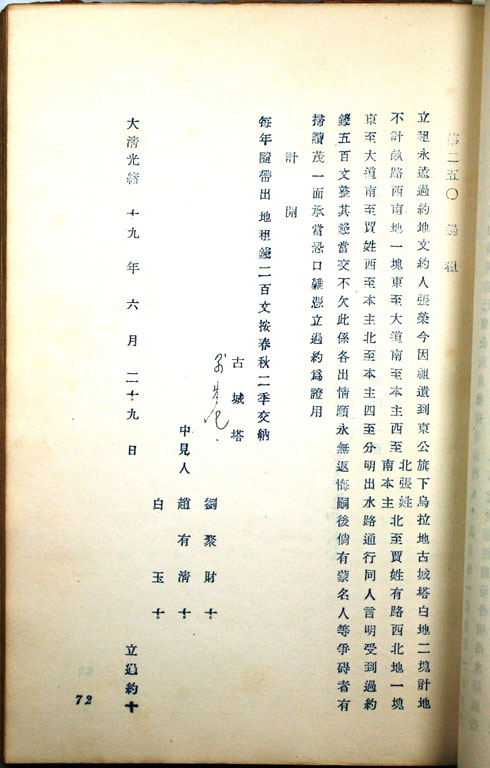 第二五〇 過租
立租永遠過約地文約人張榮今因祖遺到東公旗下烏拉地古城塔白地二塊計地
不計畝路西南地一塊東至大道南至本主西至北張姓南本主北至賈姓有路西北地一塊
東至大道南至賈姓西至本主北至本主四至分明出水路通行同人言明受到過約
錢五百文整其錢當交不欠此係各出情願永無返悔嗣後倘有蒙名人等爭碍者有
掃讀茂一面承當恐口難憑立過約為證用
計開
每年隨帶出地租錢二百文按春秋二季交納
古城塔
劉聚財十
中見人 趙有清十
白玉十
大清光緒十九年六月二十九日 立過約十
72